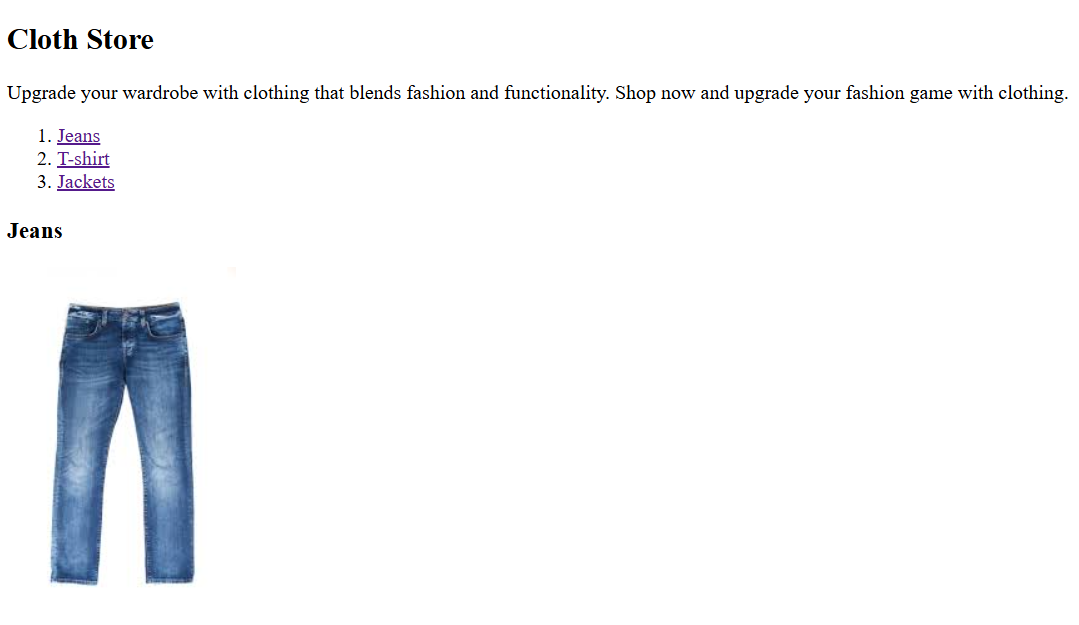 Cloth Store
Upgrade your wardrobe with clothing that blends fashion and functionality. Shop now and upgrade your fashion game with clothing.
1. Jeans
2. T-shirt
3. Jackets
Jeans